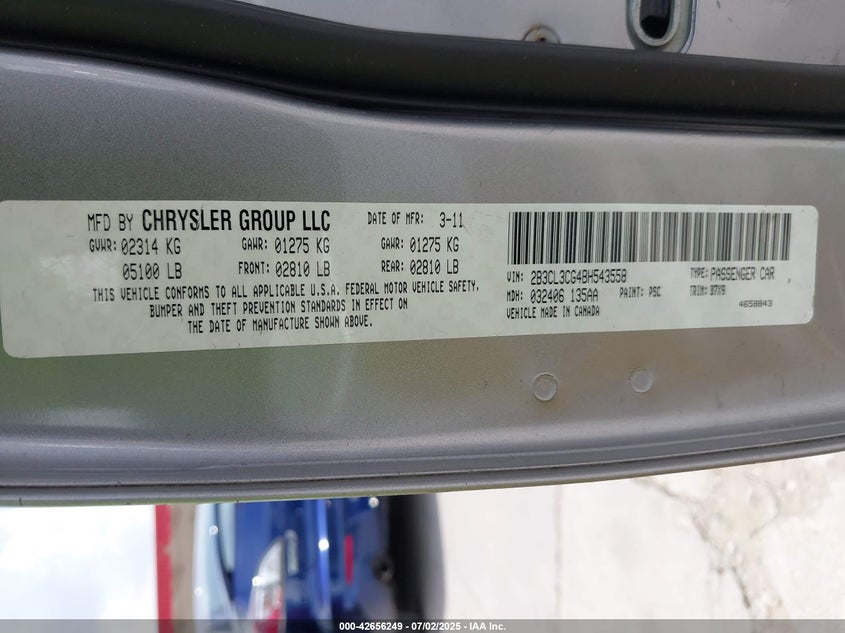 MFD BY CHRYSLER GROUP LLC DATE OF MFR: 3-11
GVWR: 02314 KG GAWR: 01275 KG GAWR: 01275 KG
05100 LB FRONT: 02810 LB REAR: 02810 LB
THIS VEHICLE CONFORMS TO ALL APPLICABLE U.S.A. FEDERAL MOTOR VEHICLE SAFETY,
BUMPER AND THEFT PREVENTION STANDARDS IN EFFECT ON
THE DATE OF MANUFACTURE SHOWN ABOVE.
VIN: 2B3CL3CG4BH543558 TYPE: PASSENGER CAR
MDH: 032406 135AA PAINT: PSC TRIM: B7X9
VEHICLE MADE IN CANADA 4658843
000-42656249 - 07/02/2025 - IAA Inc.